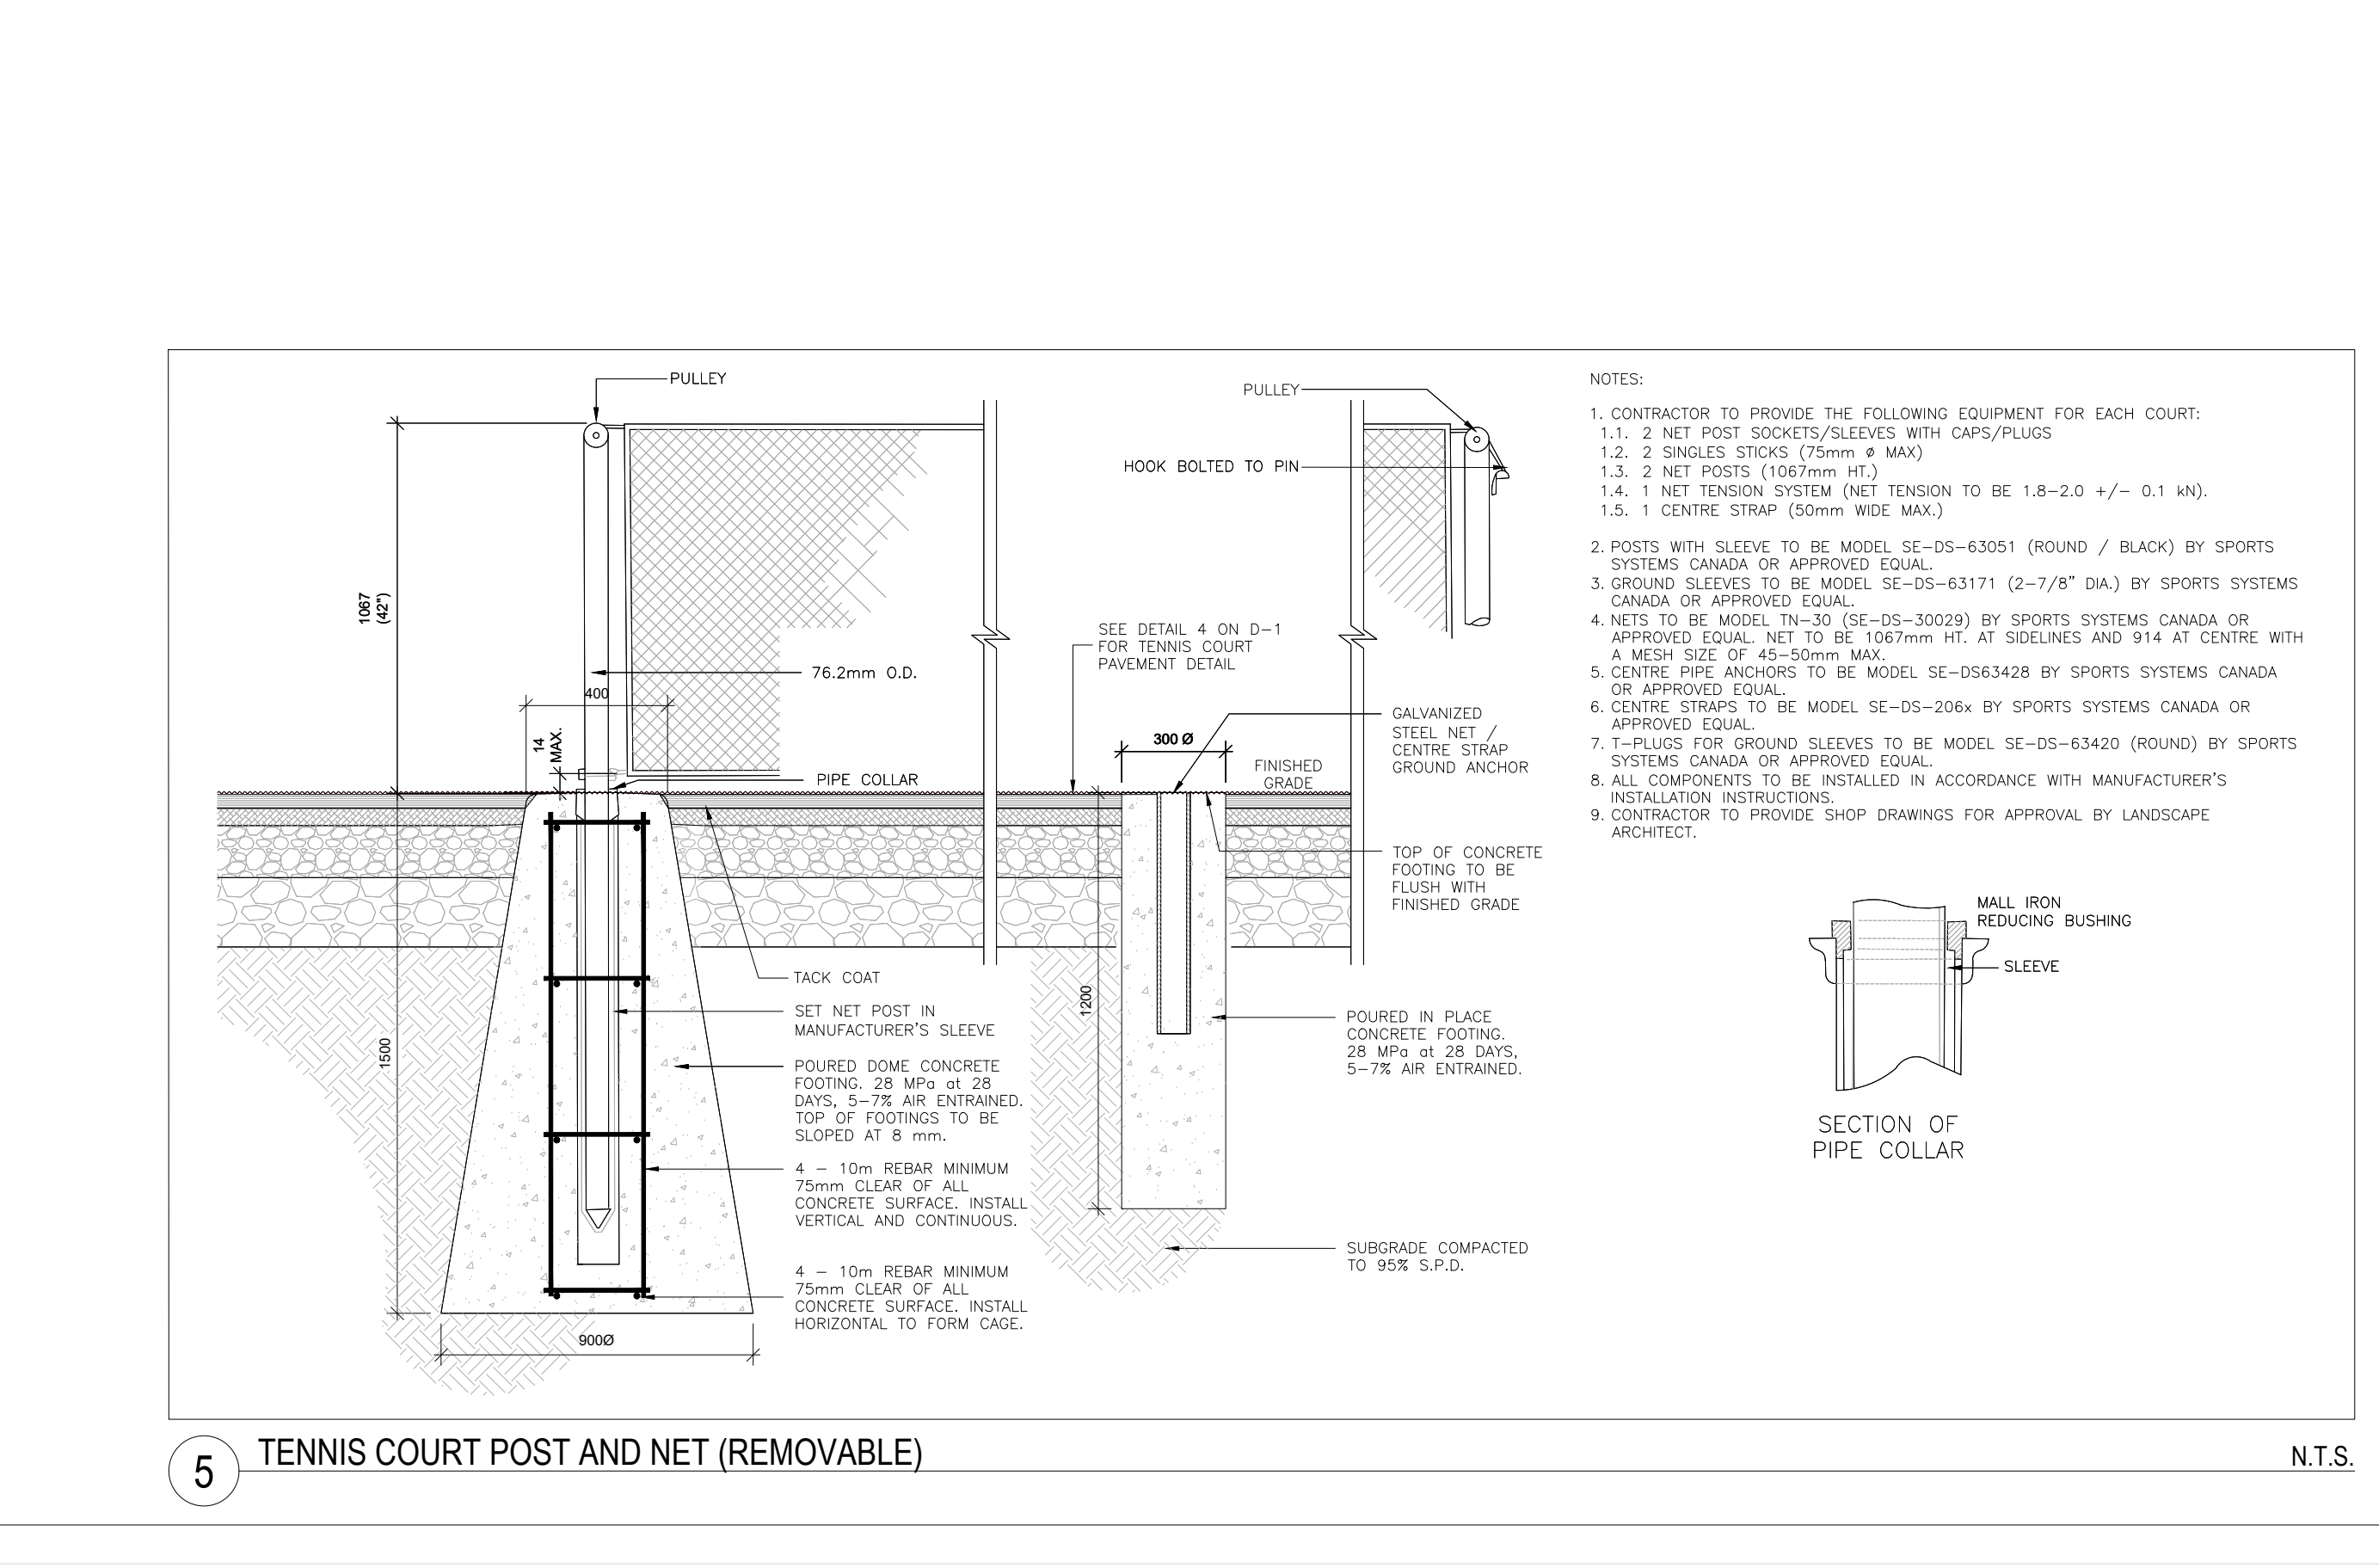 PULLEY
PULLEY
HOOK BOLTED TO PIN
1067
(42")
76.2mm O.D.
400
14
MAX.
PIPE COLLAR
SEE DETAIL 4 ON D-1
FOR TENNIS COURT
PAVEMENT DETAIL
300 Ø
GALVANIZED
STEEL NET /
CENTRE STRAP
GROUND ANCHOR
FINISHED
GRADE
TOP OF CONCRETE
FOOTING TO BE
FLUSH WITH
FINISHED GRADE
TACK COAT
SET NET POST IN
MANUFACTURER'S SLEEVE
POURED DOME CONCRETE
FOOTING. 28 MPa at 28
DAYS, 5-7% AIR ENTRAINED.
TOP OF FOOTINGS TO BE
SLOPED AT 8 mm.
4 - 10m REBAR MINIMUM
75mm CLEAR OF ALL
CONCRETE SURFACE. INSTALL
VERTICAL AND CONTINUOUS.
4 - 10m REBAR MINIMUM
75mm CLEAR OF ALL
CONCRETE SURFACE. INSTALL
HORIZONTAL TO FORM CAGE.
1500
900Ø
1200
POURED IN PLACE
CONCRETE FOOTING.
28 MPa at 28 DAYS,
5-7% AIR ENTRAINED.
SUBGRADE COMPACTED
TO 95% S.P.D.
NOTES:
1. CONTRACTOR TO PROVIDE THE FOLLOWING EQUIPMENT FOR EACH COURT:
1.1. 2 NET POST SOCKETS/SLEEVES WITH CAPS/PLUGS
1.2. 2 SINGLES STICKS (75mm ø MAX)
1.3. 2 NET POSTS (1067mm HT.)
1.4. 1 NET TENSION SYSTEM (NET TENSION TO BE 1.8-2.0 +/- 0.1 kN).
1.5. 1 CENTRE STRAP (50mm WIDE MAX.)
2. POSTS WITH SLEEVE TO BE MODEL SE-DS-63051 (ROUND / BLACK) BY SPORTS
SYSTEMS CANADA OR APPROVED EQUAL.
3. GROUND SLEEVES TO BE MODEL SE-DS-63171 (2-7/8" DIA.) BY SPORTS SYSTEMS
CANADA OR APPROVED EQUAL.
4. NETS TO BE MODEL TN-30 (SE-DS-30029) BY SPORTS SYSTEMS CANADA OR
APPROVED EQUAL. NET TO BE 1067mm HT. AT SIDELINES AND 914 AT CENTRE WITH
A MESH SIZE OF 45-50mm MAX.
5. CENTRE PIPE ANCHORS TO BE MODEL SE-DS63428 BY SPORTS SYSTEMS CANADA
OR APPROVED EQUAL.
6. CENTRE STRAPS TO BE MODEL SE-DS-206x BY SPORTS SYSTEMS CANADA OR
APPROVED EQUAL.
7. T-PLUGS FOR GROUND SLEEVES TO BE MODEL SE-DS-63420 (ROUND) BY SPORTS
SYSTEMS CANADA OR APPROVED EQUAL.
8. ALL COMPONENTS TO BE INSTALLED IN ACCORDANCE WITH MANUFACTURER'S
INSTALLATION INSTRUCTIONS.
9. CONTRACTOR TO PROVIDE SHOP DRAWINGS FOR APPROVAL BY LANDSCAPE
ARCHITECT.
MALL IRON
REDUCING BUSHING
SLEEVE
SECTION OF
PIPE COLLAR
5
TENNIS COURT POST AND NET (REMOVABLE)
N.T.S.